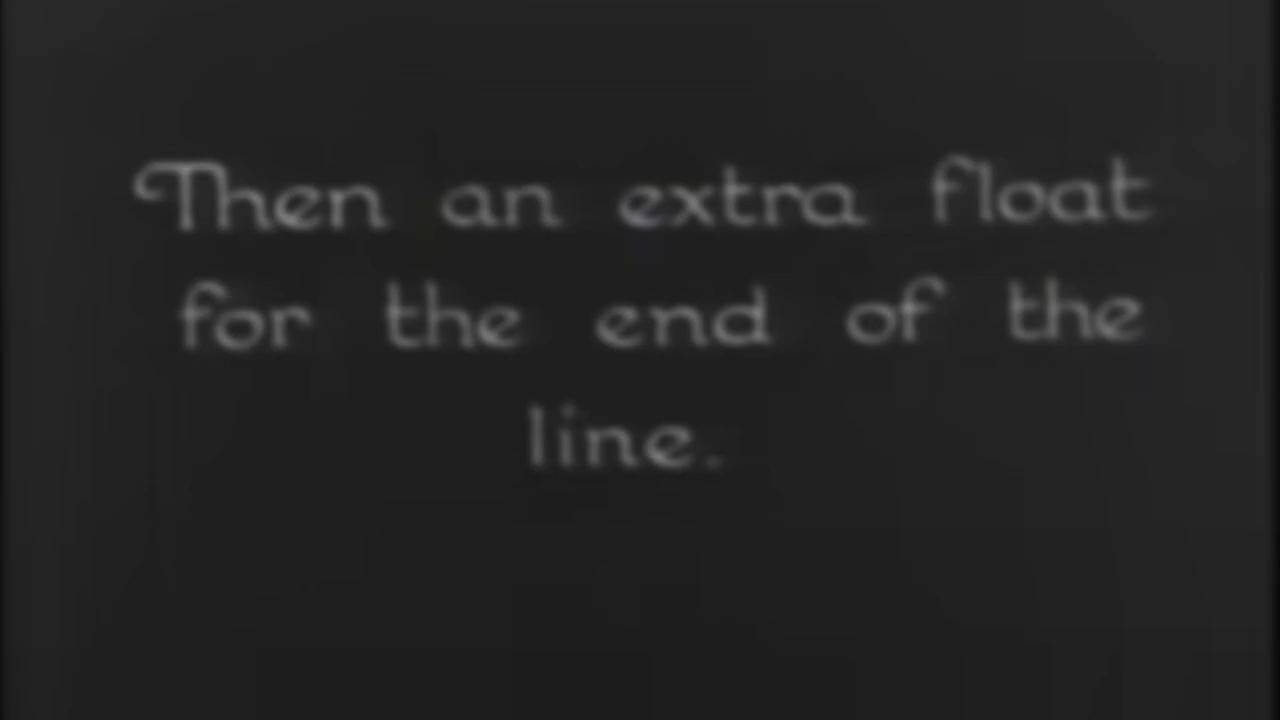 Then an extra float
for the end of the
line.